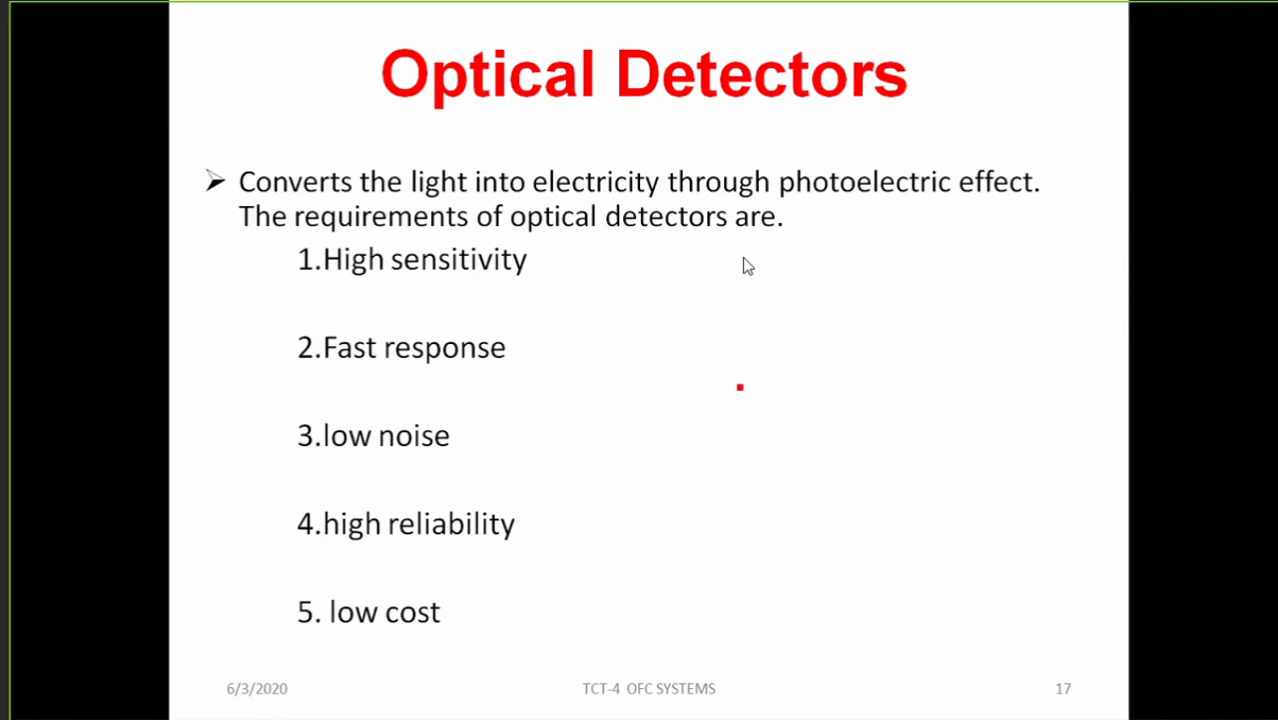 Optical Detectors
➢ Converts the light into electricity through photoelectric effect.
The requirements of optical detectors are.
1.High sensitivity
2.Fast response
3.low noise
4.high reliability
5. low cost
6/3/2020
TCT-4 OFC SYSTEMS
17